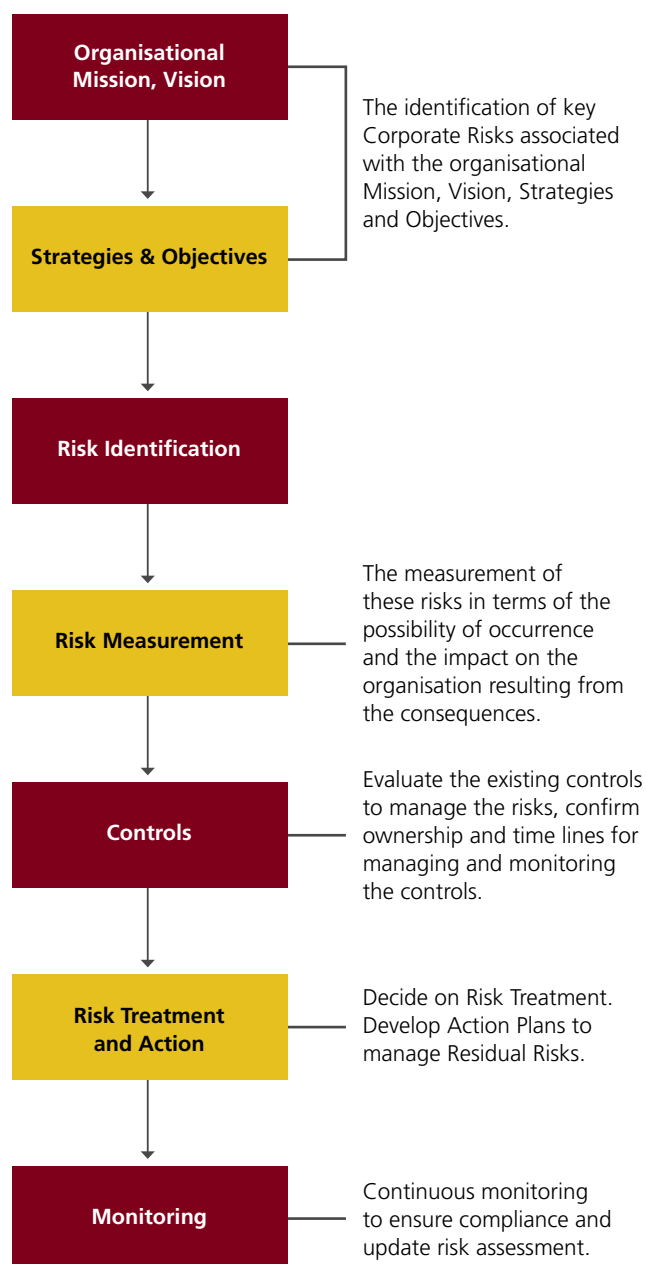 Organisational
Mission, Vision
The identification of key
Corporate Risks associated
with the organisational
Mission, Vision, Strategies
and Objectives.
Strategies & Objectives
Risk Identification
Risk Measurement
The measurement of
these risks in terms of the
possibility of occurrence
and the impact on the
organisation resulting from
the consequences.
Controls
Evaluate the existing controls
to manage the risks, confirm
ownership and time lines for
managing and monitoring
the controls.
Risk Treatment
and Action
Decide on Risk Treatment.
Develop Action Plans to
manage Residual Risks.
Monitoring
Continuous monitoring
to ensure compliance and
update risk assessment.